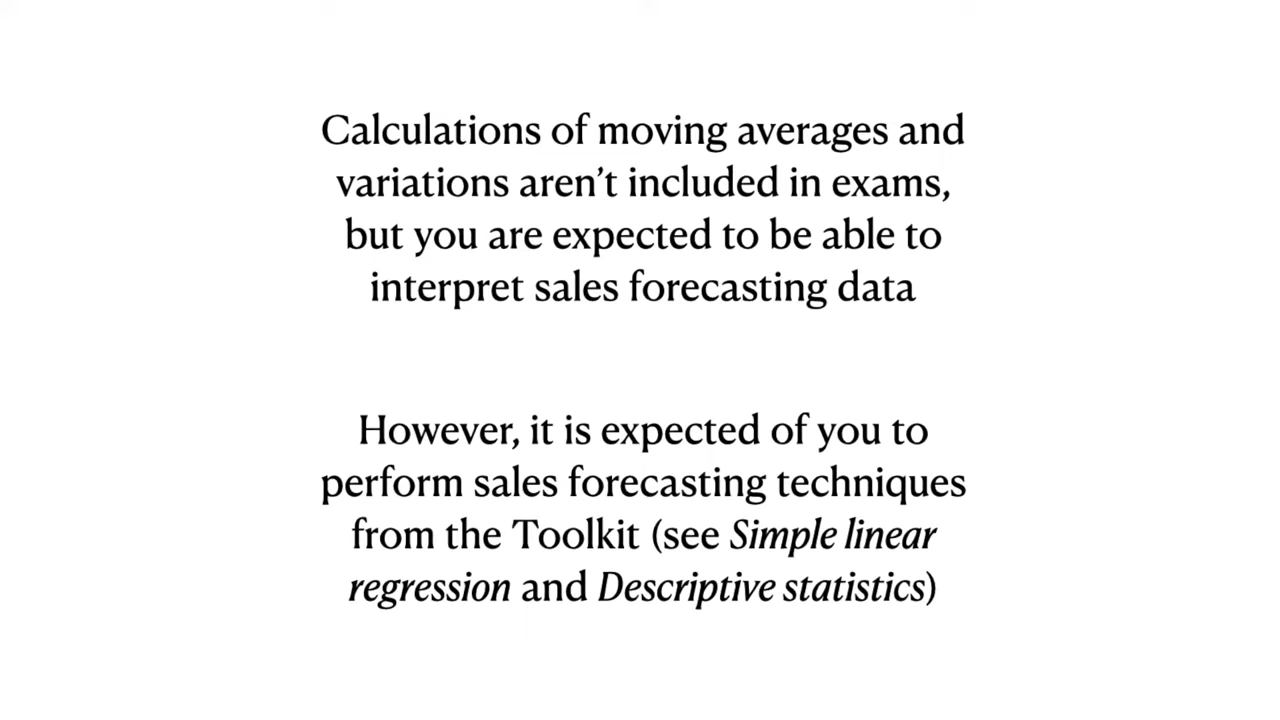 Calculations of moving averages and
variations aren’t included in exams,
but you are expected to be able to
interpret sales forecasting data
However, it is expected of you to
perform sales forecasting techniques
from the Toolkit (see Simple linear
regression and Descriptive statistics)